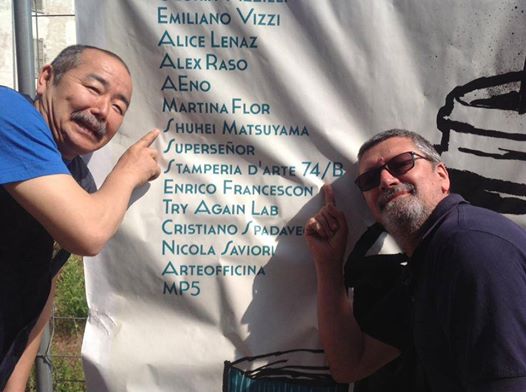 Emiliano Vizzi
Alice Lenaz
Alex Raso
AEno
Martina Flor
Shuhei Matsuyama
Superseñor
Stamperia d'arte 74/B
Enrico Francescon
Try Again Lab
Cristiano Spadavec
Nicola Saviori
Arteofficina
MP5